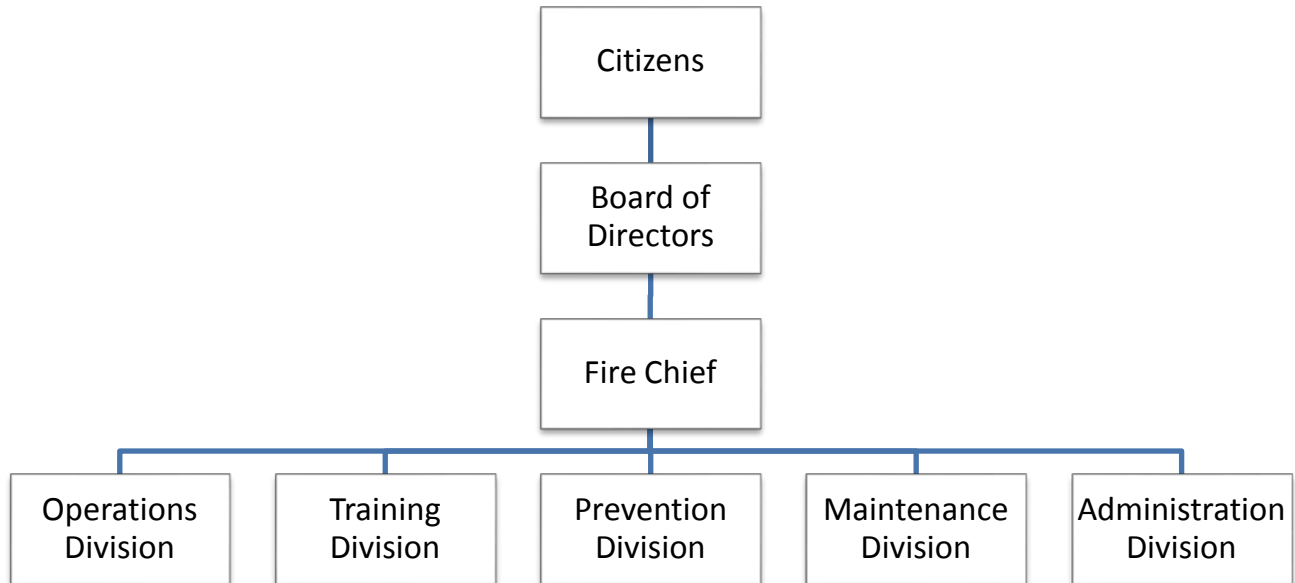 Citizens
Board of
Directors
Fire Chief
Operations
Division
Training
Division
Prevention
Division
Maintenance
Division
Administration
Division